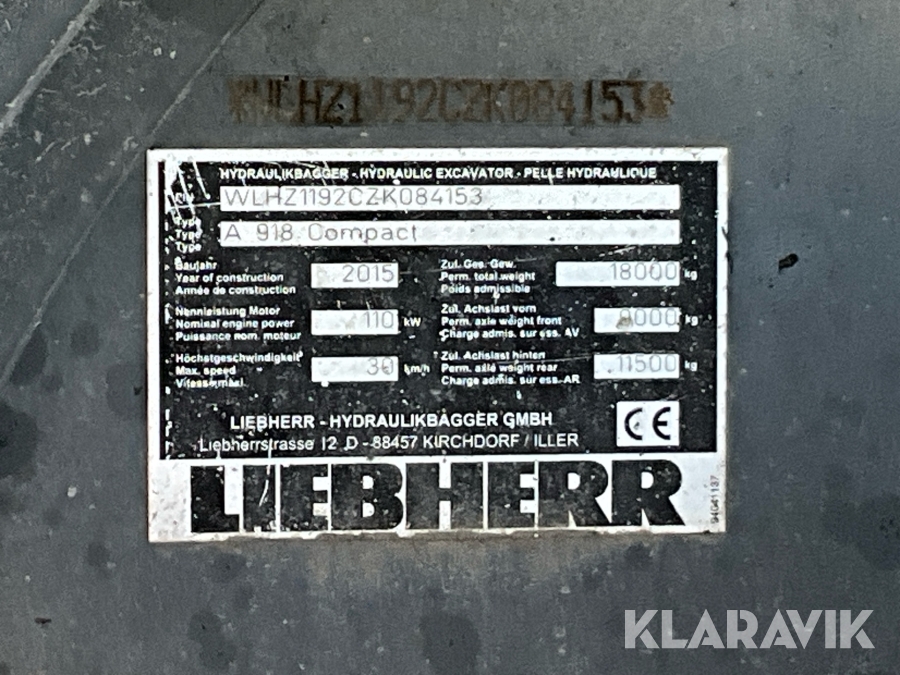 *WLHZ1192CZK084153*
HYDRAULIKBAGGER - HYDRAULIC EXCAVATOR - PELLE HYDRAULIQUE
WLHZ1192CZK084153
Type
Type A 918 Compact
Type
Baujahr
Year of construction 2015
Année de construction
Zul. Ges. Gew.
Perm. total weight 18000 kg
Poids admissible
Nennleistung Motor
Nominal engine power 110 kW
Puissance nom. moteur
Zul. Achslast vorn
Perm. axle weight front 8000 kg
Charge admis. sur ess. AV
Höchstgeschwindigkeit
Max. speed 30 km/h
Vitesse maxi.
Zul. Achslast hinten
Perm. axle weight rear 11500 kg
Charge admis. sur ess. AR
LIEBHERR - HYDRAULIKBAGGER GMBH
Liebherrstrasse 12 D - 88457 KIRCHDORF / ILLER
CE
LIEBHERR
94041137
KLARAVIK